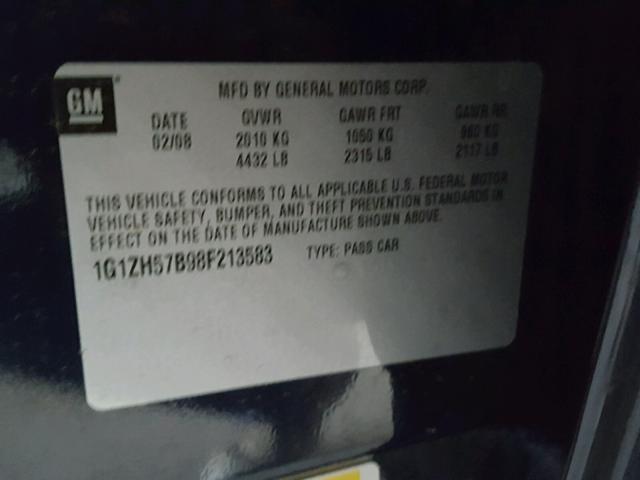 GM
MFD BY GENERAL MOTORS CORP.
DATE GVWR GAWR FRT GAWR RR
02/08 2010 KG 1050 KG 960 KG
4432 LB 2315 LB 2117 LB
THIS VEHICLE CONFORMS TO ALL APPLICABLE U.S. FEDERAL MOTOR
VEHICLE SAFETY, BUMPER, AND THEFT PREVENTION STANDARDS IN
EFFECT ON THE DATE OF MANUFACTURE SHOWN ABOVE.
1G1ZH57B98F213583 TYPE: PASS CAR